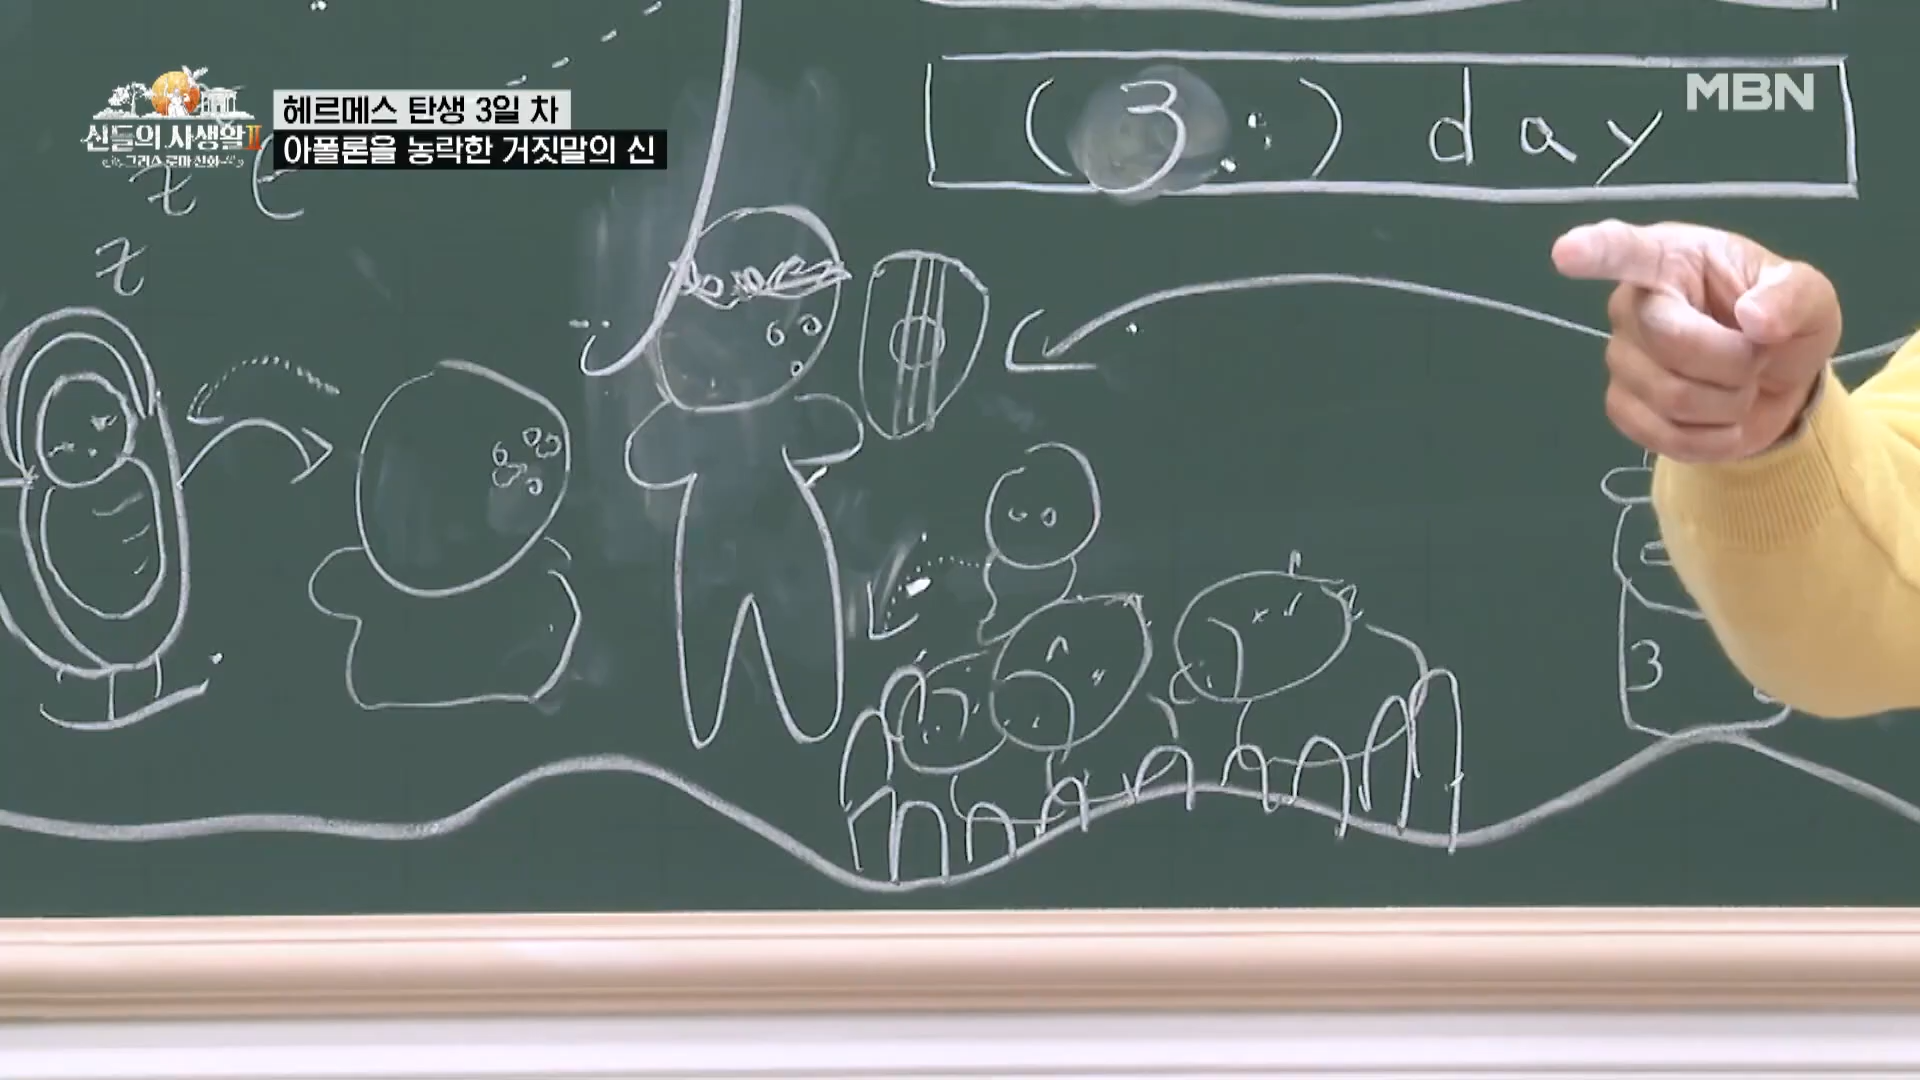 신들의 사생활 II
그리스 로마 신화
헤르메스 탄생 3일 차
아폴론을 농락한 거짓말의 신
MBN
( 3 ) day
z
z
3